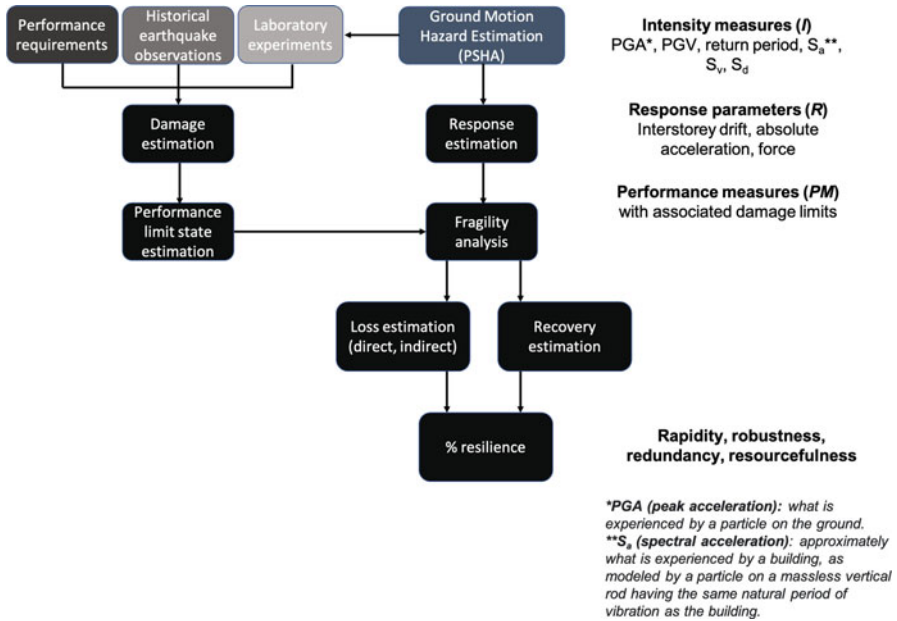 Performance
requirements
Historical
earthquake
observations
Laboratory
experiments
Ground Motion
Hazard Estimation
(PSHA)
Intensity measures (I)
PGA*, PGV, return period, Sa**,
Sv, Sd
Damage
estimation
Response
estimation
Response parameters (R)
Interstorey drift, absolute
acceleration, force
Performance
limit state
estimation
Fragility
analysis
Performance measures (PM)
with associated damage limits
Loss estimation
(direct, indirect)
Recovery
estimation
% resilience
Rapidity, robustness,
redundancy, resourcefulness
*PGA (peak acceleration): what is
experienced by a particle on the ground.
**Sa (spectral acceleration): approximately
what is experienced by a building, as
modeled by a particle on a massless vertical
rod having the same natural period of
vibration as the building.